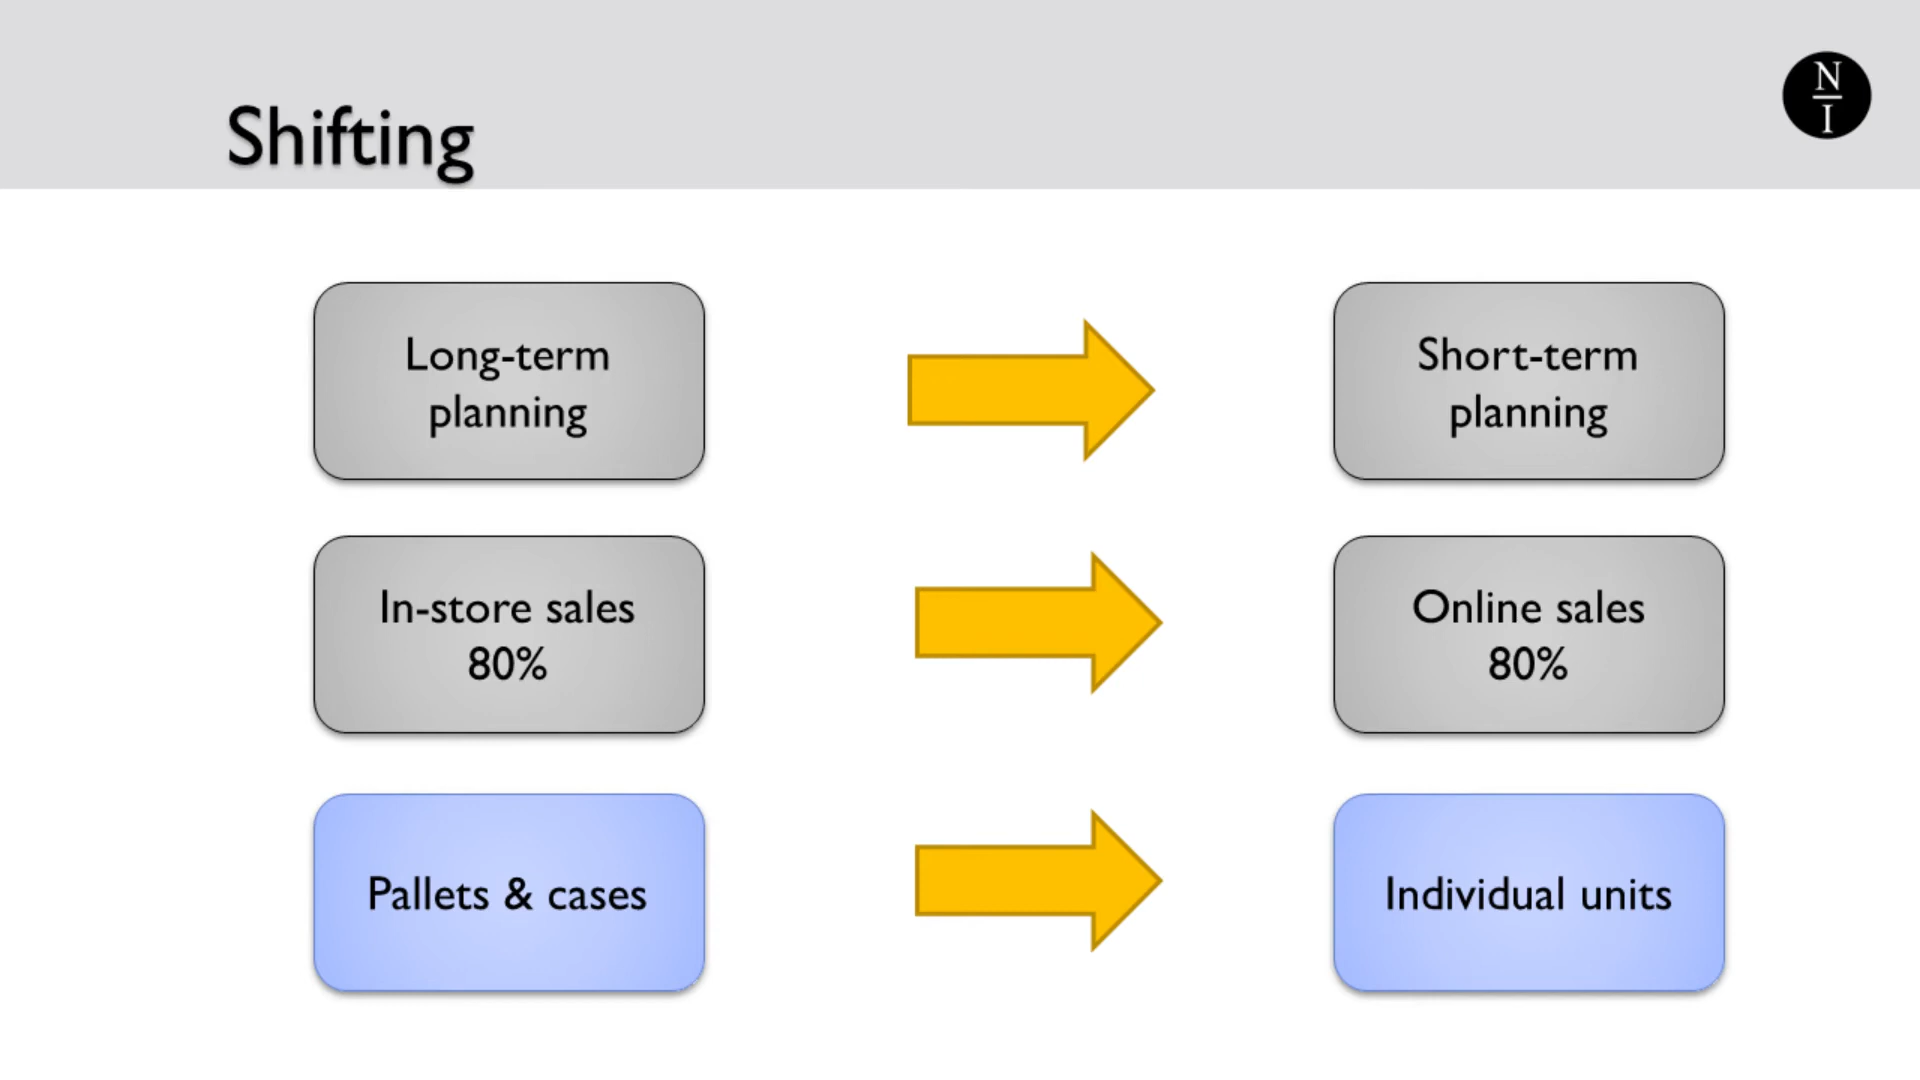 Shifting
N
I
Long-term
planning
Short-term
planning
In-store sales
80%
Online sales
80%
Pallets & cases
Individual units